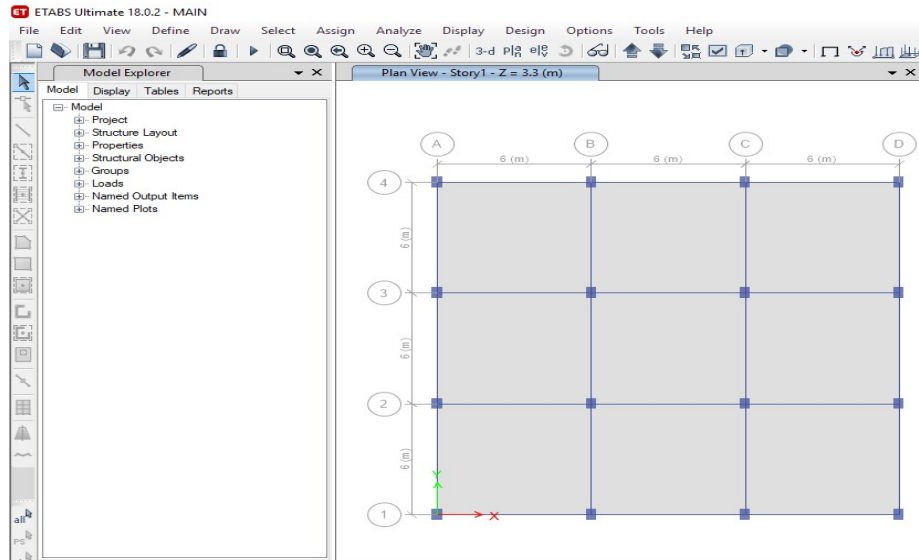 ETABS Ultimate 18.0.2 - MAIN
File Edit View Define Draw Select Assign Analyze Display Design Options Tools Help
3-d
Model Explorer
Plan View - Story1 - Z = 3.3 (m)
Model Display Tables Reports
Model
Project
Structure Layout
Properties
Structural Objects
Groups
Loads
Named Output Items
Named Plots
A B C D
6 (m) 6 (m) 6 (m)
4
6 (m)
3
6 (m)
2
6 (m)
Y
1
X
all
PS